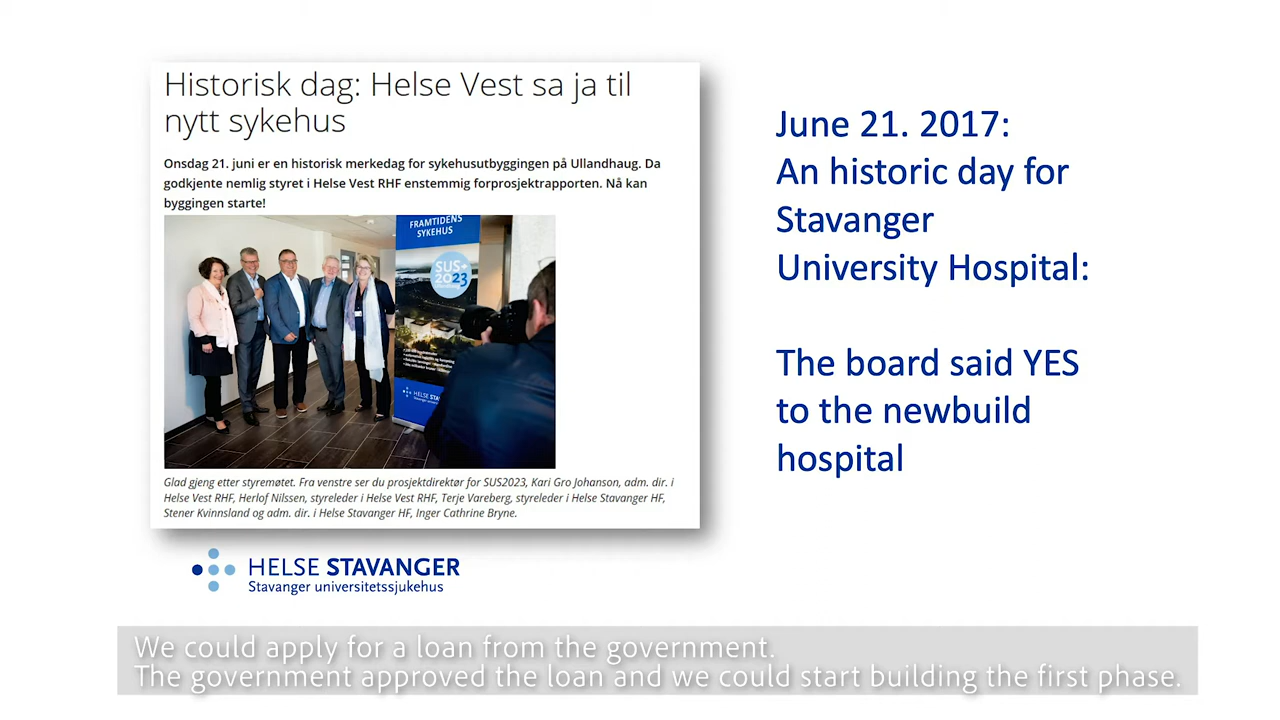 Historisk dag: Helse Vest sa ja til
nytt sykehus
Onsdag 21. juni er en historisk merkedag for sykehusutbyggingen på Ullandhaug. Da
godkjente nemlig styret i Helse Vest RHF enstemmig forprosjektrapporten. Nå kan
byggingen starte!
FRAMTIDENS
SYKEHUS
SUS
2023
HELSE STA
Glad gjeng etter styremøtet. Fra venstre ser du prosjektdirektør for SUS2023, Kari Gro Johanson, adm. dir. i
Helse Vest RHF, Herlof Nilssen, styreleder i Helse Vest RHF, Terje Vareberg, styreleder i Helse Stavanger HF,
Stener Kvinnsland og adm. dir. i Helse Stavanger HF, Inger Cathrine Bryne.
HELSE STAVANGER
Stavanger universitetssjukehus
June 21. 2017:
An historic day for
Stavanger
University Hospital:
The board said YES
to the newbuild
hospital
We could apply for a loan from the government.
The government approved the loan and we could start building the first phase.